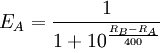 E_A = \frac{1}{1 + 10^{\frac{R_B - R_A}{400}}}